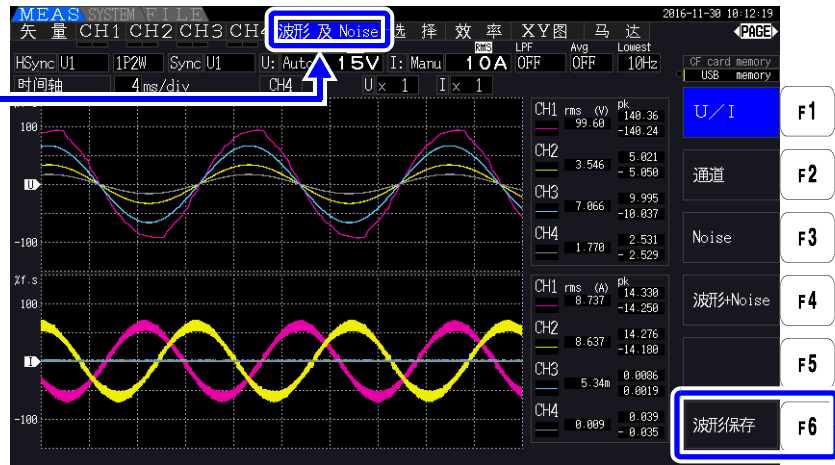 MEAS SYSTEM FILE 2016-11-30 10:12:19
矢 量 CH1 CH2 CH3 CH4 波形 及 Noise 选 择 效 率 XY图 马 达 PAGE
RMS LPF Avg Lowest
HSync U1 1P2W Sync U1 U: Auto 15V I: Manu 10A OFF OFF 10Hz
CF card memory
USB memory
时间轴 4 ms/div CH4 U× 1 I× 1
100
U
-100
CH1 rms (V) pk
99.60 140.36
-140.24
CH2
3.546 5.021
- 5.050
CH3
7.066 9.995
-10.037
CH4
1.770 2.531
- 2.529
%f.s
100
I
-100
CH1 rms (A) pk
8.737 14.330
-14.250
CH2
8.637 14.276
-14.180
CH3
5.34m 0.0086
0.0019
CH4
0.009 0.039
- 0.035
U/I F1
通道 F2
Noise F3
波形+Noise F4
F5
波形保存 F6